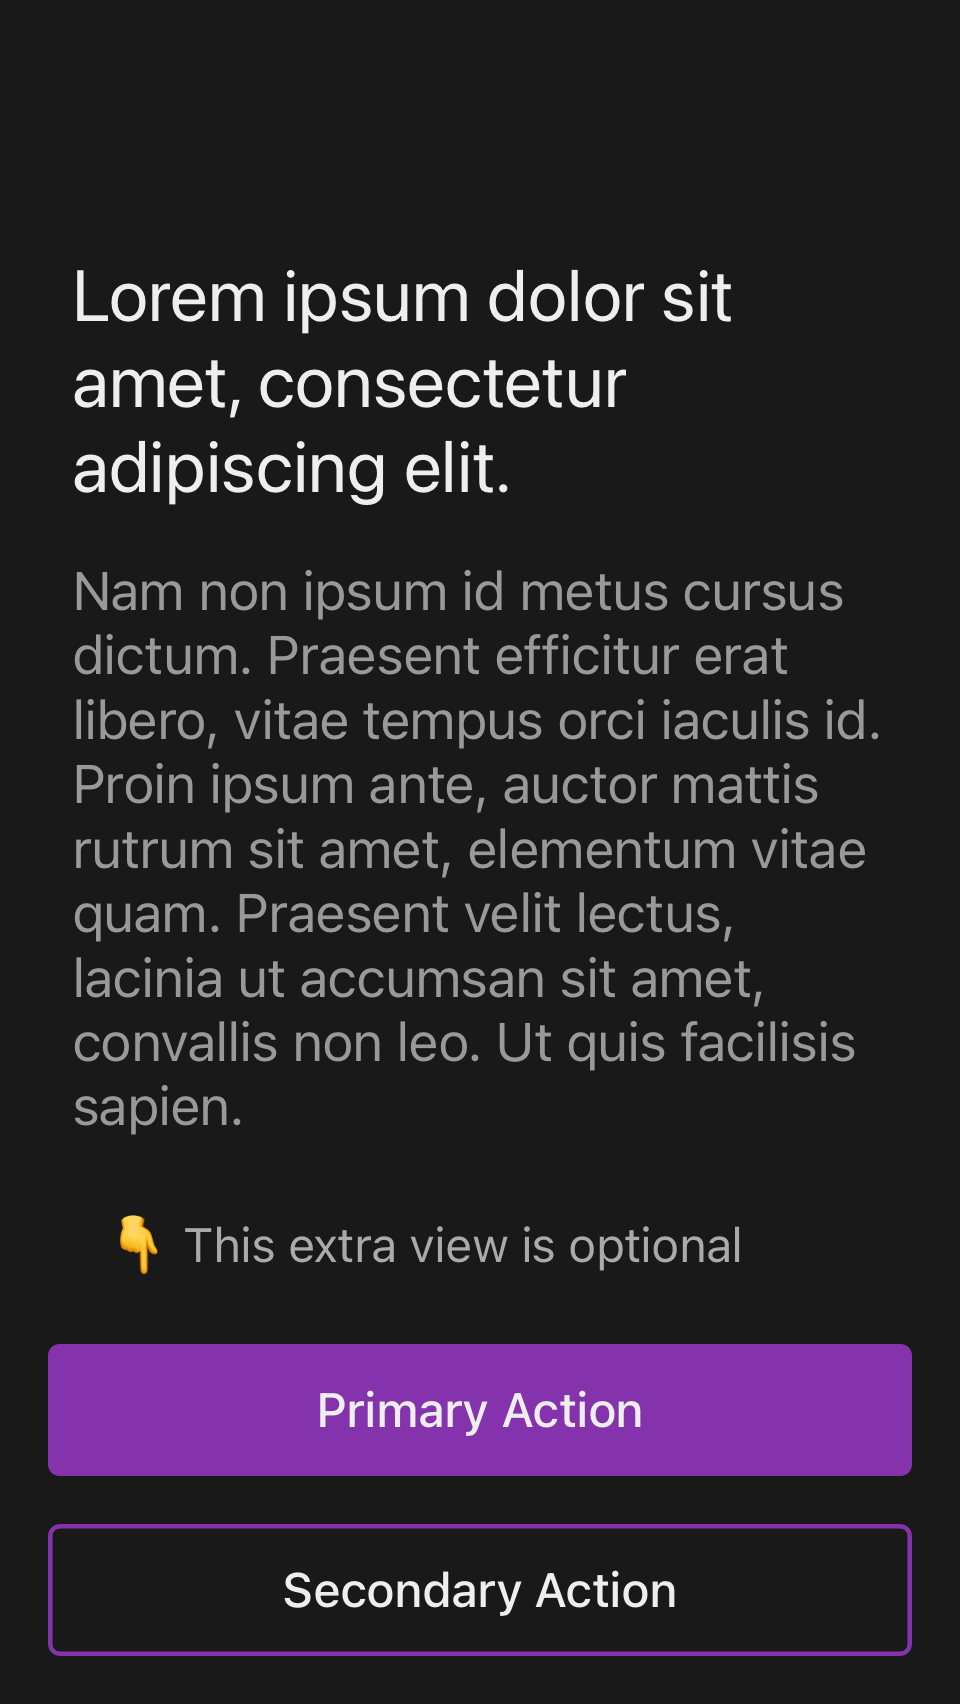 Lorem ipsum dolor sit
amet, consectetur
adipiscing elit.
Nam non ipsum id metus cursus
dictum. Praesent efficitur erat
libero, vitae tempus orci iaculis id.
Proin ipsum ante, auctor mattis
rutrum sit amet, elementum vitae
quam. Praesent velit lectus,
lacinia ut accumsan sit amet,
convallis non leo. Ut quis facilisis
sapien.
👇 This extra view is optional
Primary Action
Secondary Action